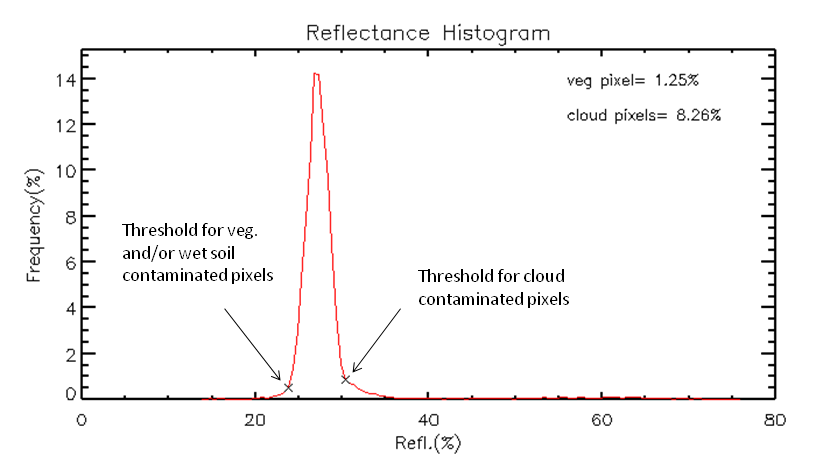 Reflectance Histogram
veg pixel= 1.25%
cloud pixels= 8.26%
Threshold for veg.
and/or wet soil
contaminated pixels
Threshold for cloud
contaminated pixels
Frequency(%)
14
12
10
8
6
4
2
0
0
20
40
60
80
Refl.(%)